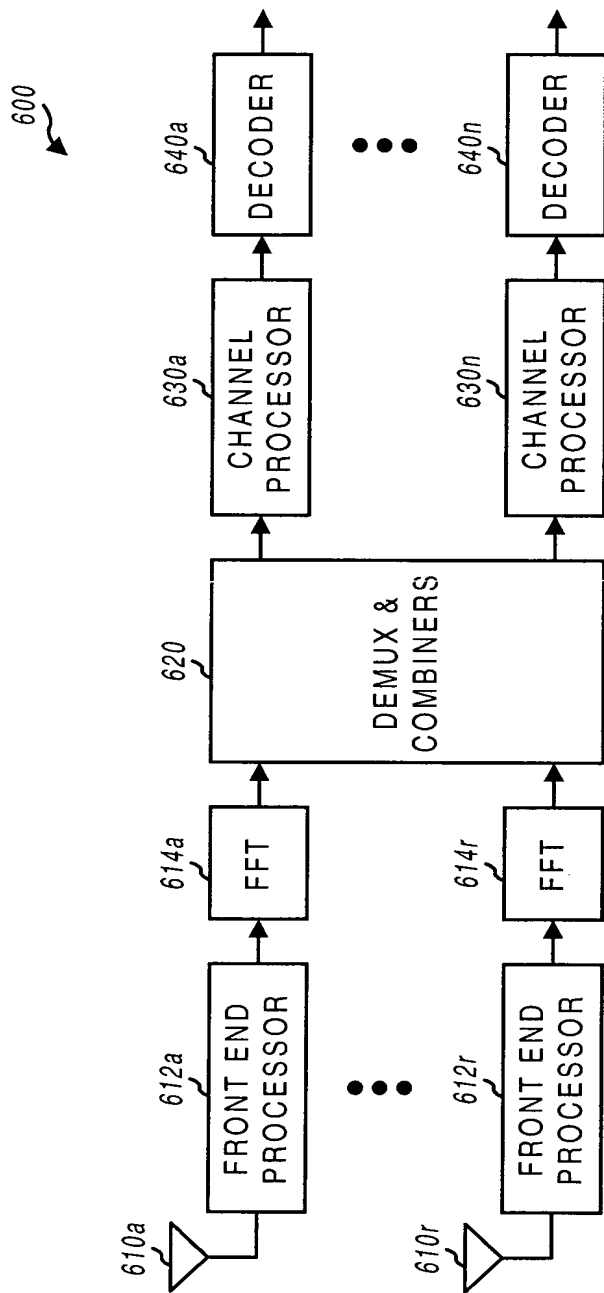 600
610a
612a
FRONT END
PROCESSOR
614a
FFT
620
DEMUX &
COMBINERS
630a
CHANNEL
PROCESSOR
640a
DECODER
610r
612r
FRONT END
PROCESSOR
614r
FFT
630n
CHANNEL
PROCESSOR
640n
DECODER